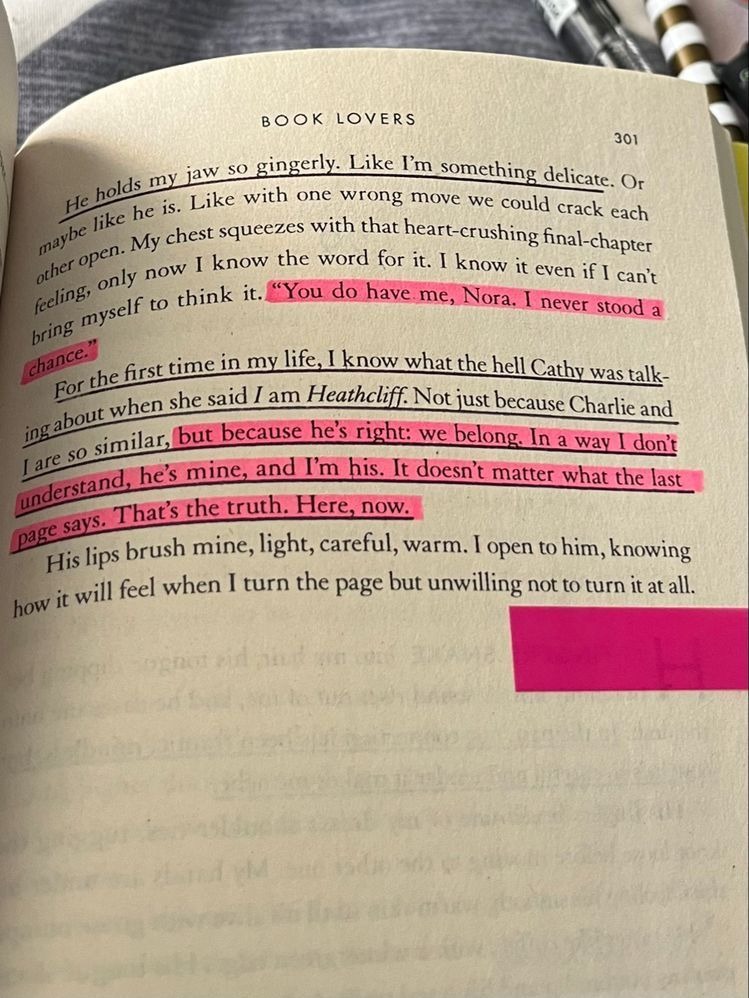 BOOK LOVERS
301
He holds my jaw so gingerly. Like I'm something delicate. Or
maybe like he is. Like with one wrong move we could crack each
other open. My chest squeezes with that heart-crushing final-chapter
feeling, only now I know the word for it. I know it even if I can't
bring myself to think it. “You do have me, Nora. I never stood a
chance.”
For the first time in my life, I know what the hell Cathy was talk-
ing about when she said I am Heathcliff. Not just because Charlie and
I are so similar, but because he's right: we belong. In a way I don't
understand, he's mine, and I'm his. It doesn't matter what the last
page says. That's the truth. Here, now.
His lips brush mine, light, careful, warm. I open to him, knowing
how it will feel when I turn the page but unwilling not to turn it at all.